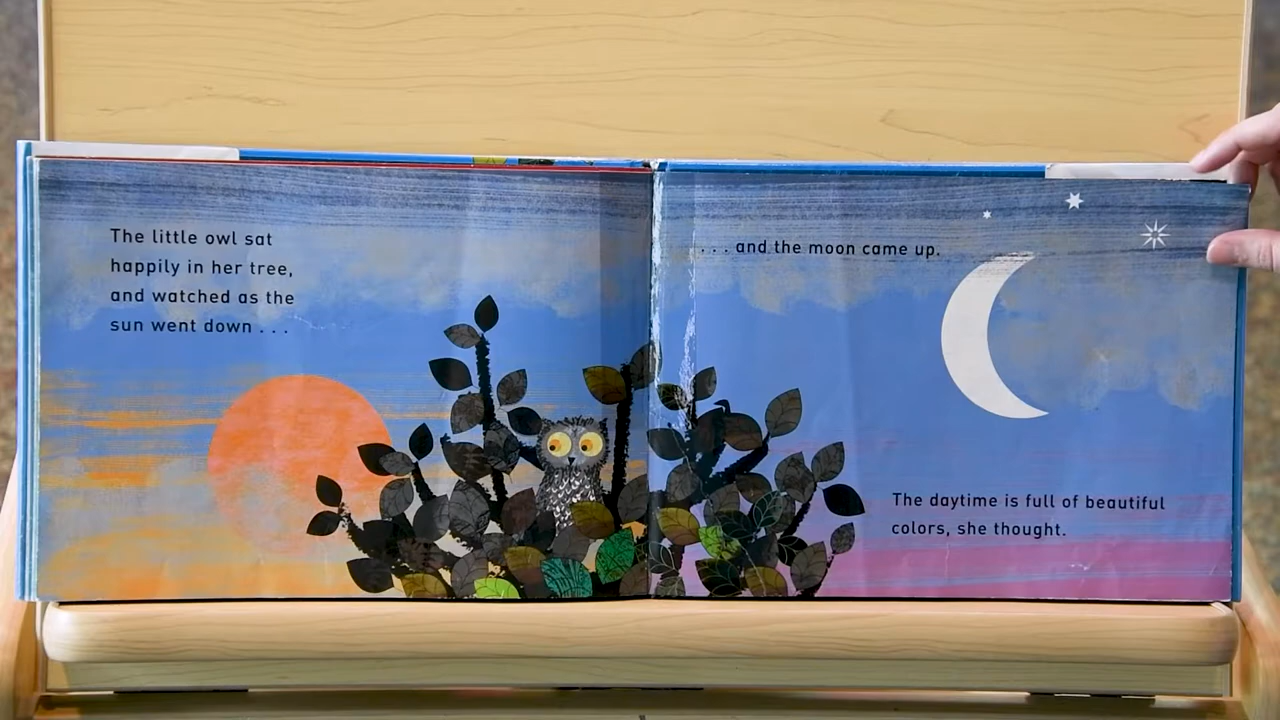 The little owl sat
happily in her tree,
and watched as the
sun went down . . .
. . . and the moon came up.
The daytime is full of beautiful
colors, she thought.